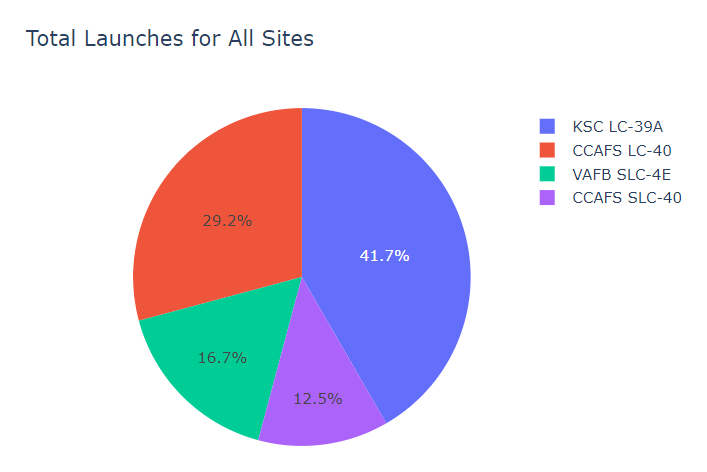 Total Launches for All Sites
KSC LC-39A
CCAFS LC-40
VAFB SLC-4E
CCAFS SLC-40
29.2%
41.7%
16.7%
12.5%